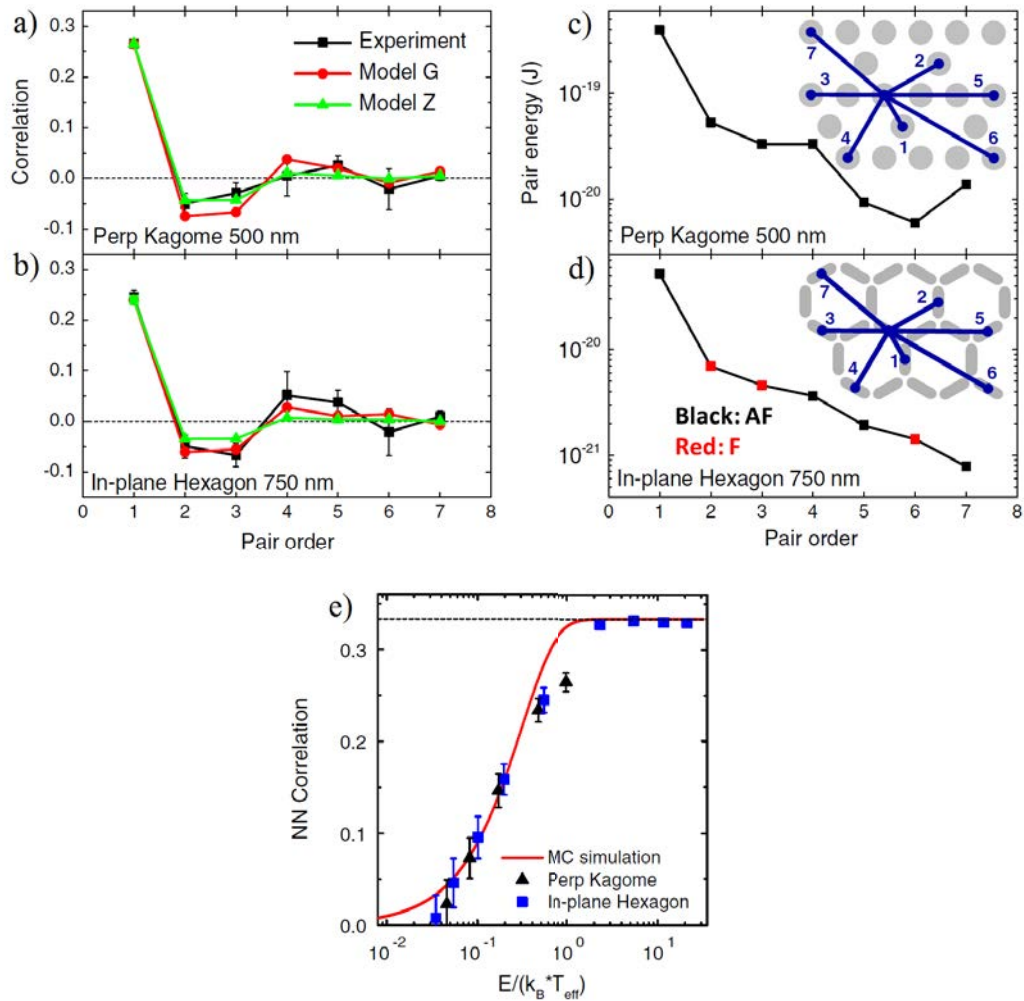 a)
Correlation
0.3
0.2
0.1
0.0
-0.1
Experiment
Model G
Model Z
Perp Kagome 500 nm
b)
0.3
0.2
0.1
0.0
-0.1
In-plane Hexagon 750 nm
0 1 2 3 4 5 6 7 8
Pair order
c)
Pair energy (J)
10^-19
10^-20
7
2
3
5
4
1
6
Perp Kagome 500 nm
d)
10^-20
10^-21
7
2
3
5
4
1
6
Black: AF
Red: F
In-plane Hexagon 750 nm
0 1 2 3 4 5 6 7 8
Pair order
e)
NN Correlation
0.3
0.2
0.1
0.0
MC simulation
Perp Kagome
In-plane Hexagon
10^-2 10^-1 10^0 10^1
E/(k_B*T_eff)